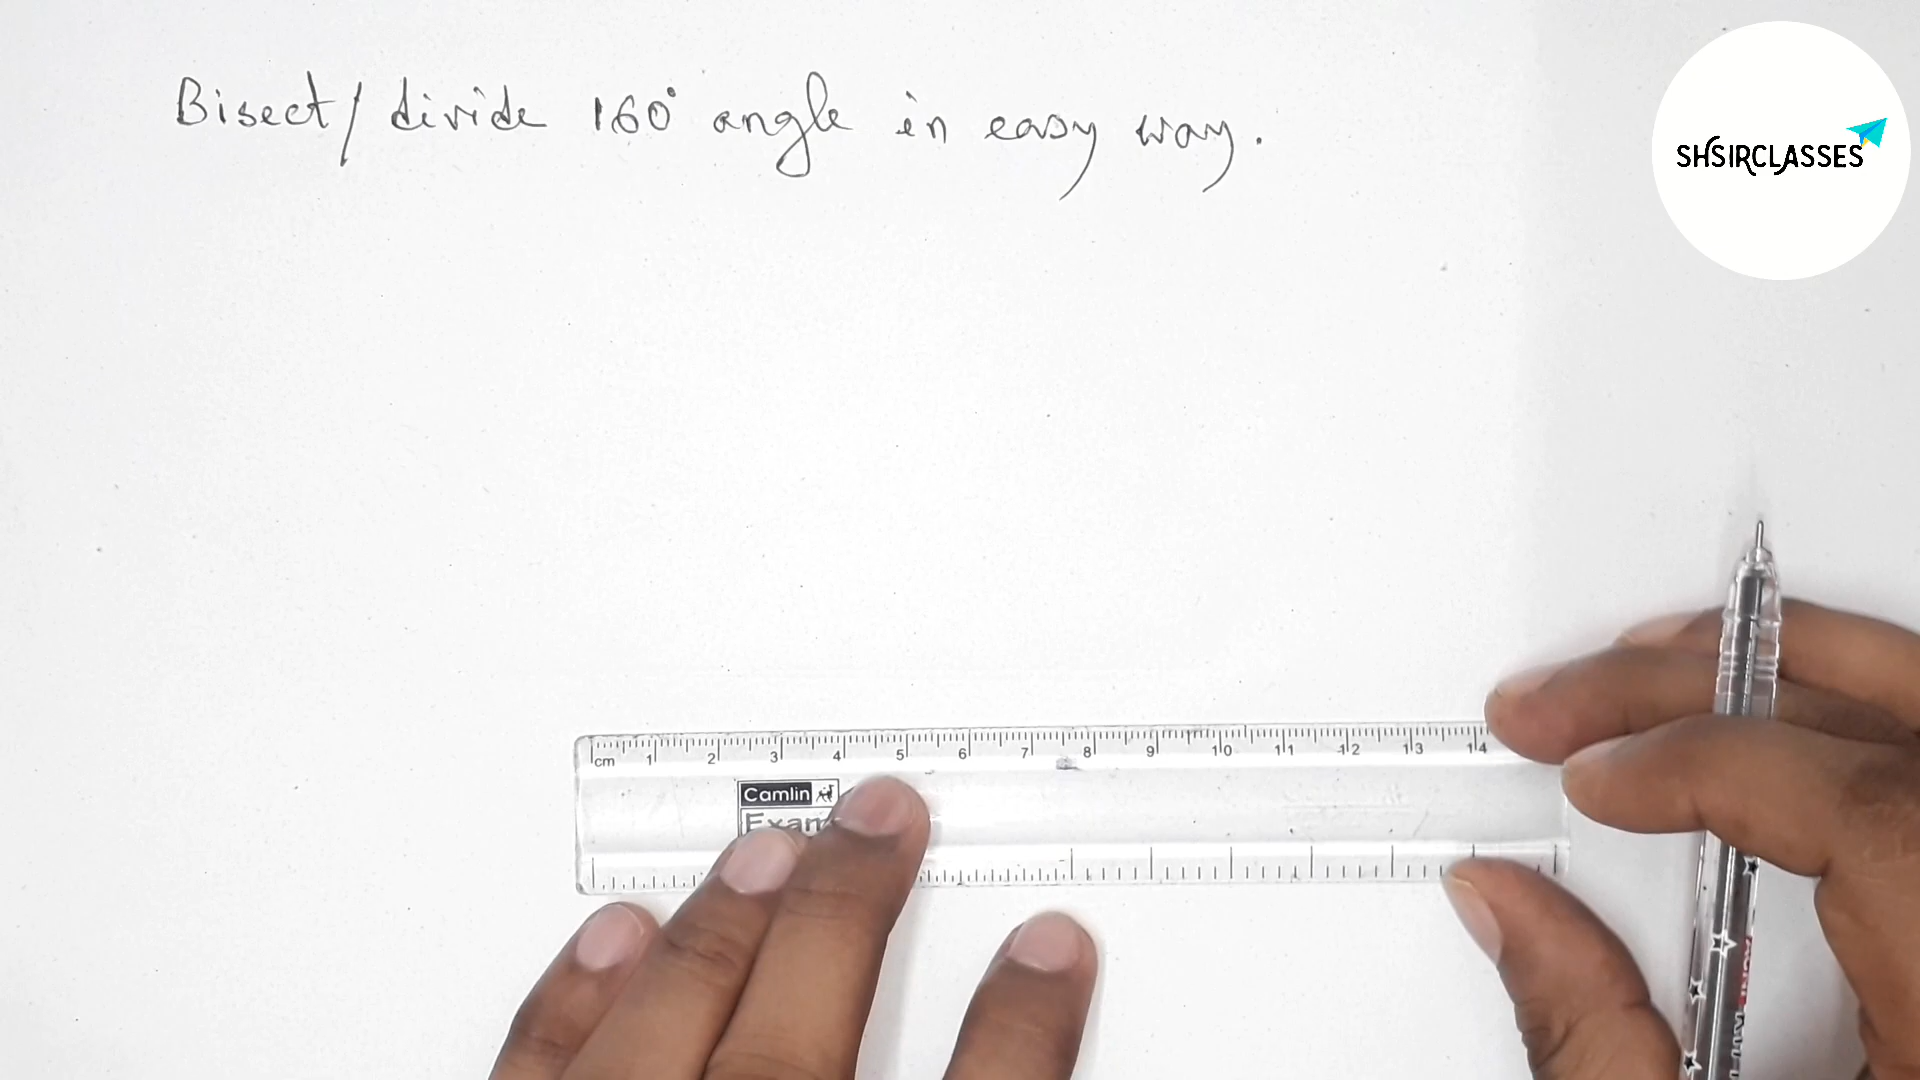 Bisect/ divide 160° angle in easy way.
SHSIRCLASSES
cm 1 2 3 4 5 6 7 8 9 10 11 12 13 14
Camlin
Exam